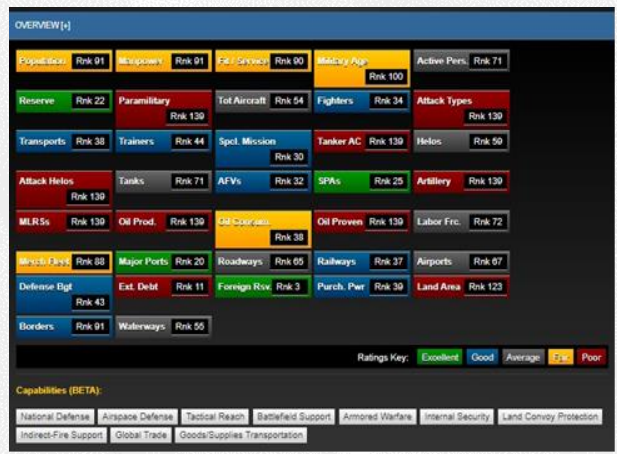 OVERVIEW [+]
Population Rnk 91 Manpower Rnk 91 Fit / Service Rnk 90 Military Age Rnk 100 Active Pers. Rnk 71
Reserve Rnk 22 Paramilitary Rnk 139 Tot Aircraft Rnk 54 Fighters Rnk 34 Attack Types Rnk 139
Transports Rnk 38 Trainers Rnk 44 Spcl. Mission Rnk 30 Tanker AC Rnk 139 Helos Rnk 59
Attack Helos Rnk 139 Tanks Rnk 71 AFVs Rnk 32 SPAs Rnk 25 Artillery Rnk 139
MLRSs Rnk 139 Oil Prod. Rnk 139 Oil Consum. Rnk 38 Oil Proven Rnk 139 Labor Frc. Rnk 72
Merch Fleet Rnk 88 Major Ports Rnk 20 Roadways Rnk 65 Railways Rnk 37 Airports Rnk 67
Defense Bgt Rnk 43 Ext. Debt Rnk 11 Foreign Rsv. Rnk 3 Purch. Pwr Rnk 39 Land Area Rnk 123
Borders Rnk 91 Waterways Rnk 55
Ratings Key: Excellent Good Average Fair Poor
Capabilities (BETA):
National Defense Airspace Defense Tactical Reach Battlefield Support Armored Warfare Internal Security Land Convoy Protection
Indirect-Fire Support Global Trade Goods/Supplies Transportation